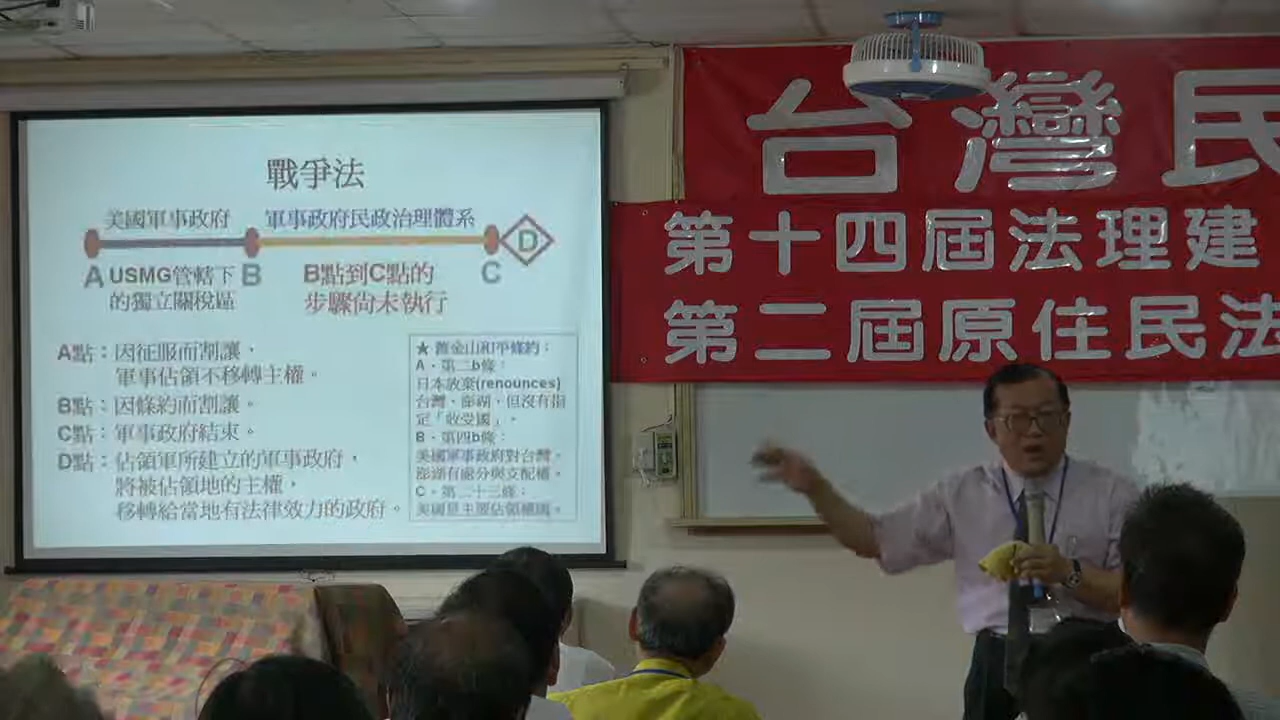 戰爭法
美國軍事政府 軍事政府民政治理體系
A B C D
USMG管轄下
的獨立關稅區
B點到C點的
步驟尚未執行
A點：因征服而割讓，
軍事佔領不移轉主權。
B點：因條約而割讓。
C點：軍事政府結束。
D點：佔領軍所建立的軍事政府，
將被佔領地的主權，
移轉給當地有法律效力的政府。
★ 舊金山和平條約：
A、第二b條：
日本放棄(renounces)
台灣、澎湖，但沒有指
定「收受國」。
B、第四b條：
美國軍事政府對台灣，
澎湖有處分與支配權。
C、第二十三條：
美國是主要佔領權國。
台灣民
第十四屆法理建
第二屆原住民法